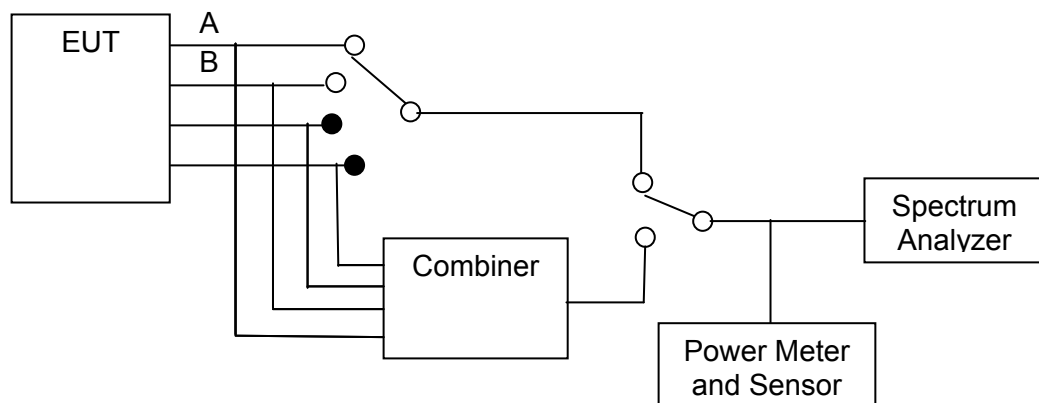 A
EUT
B
Spectrum
Analyzer
Combiner
Power Meter
and Sensor